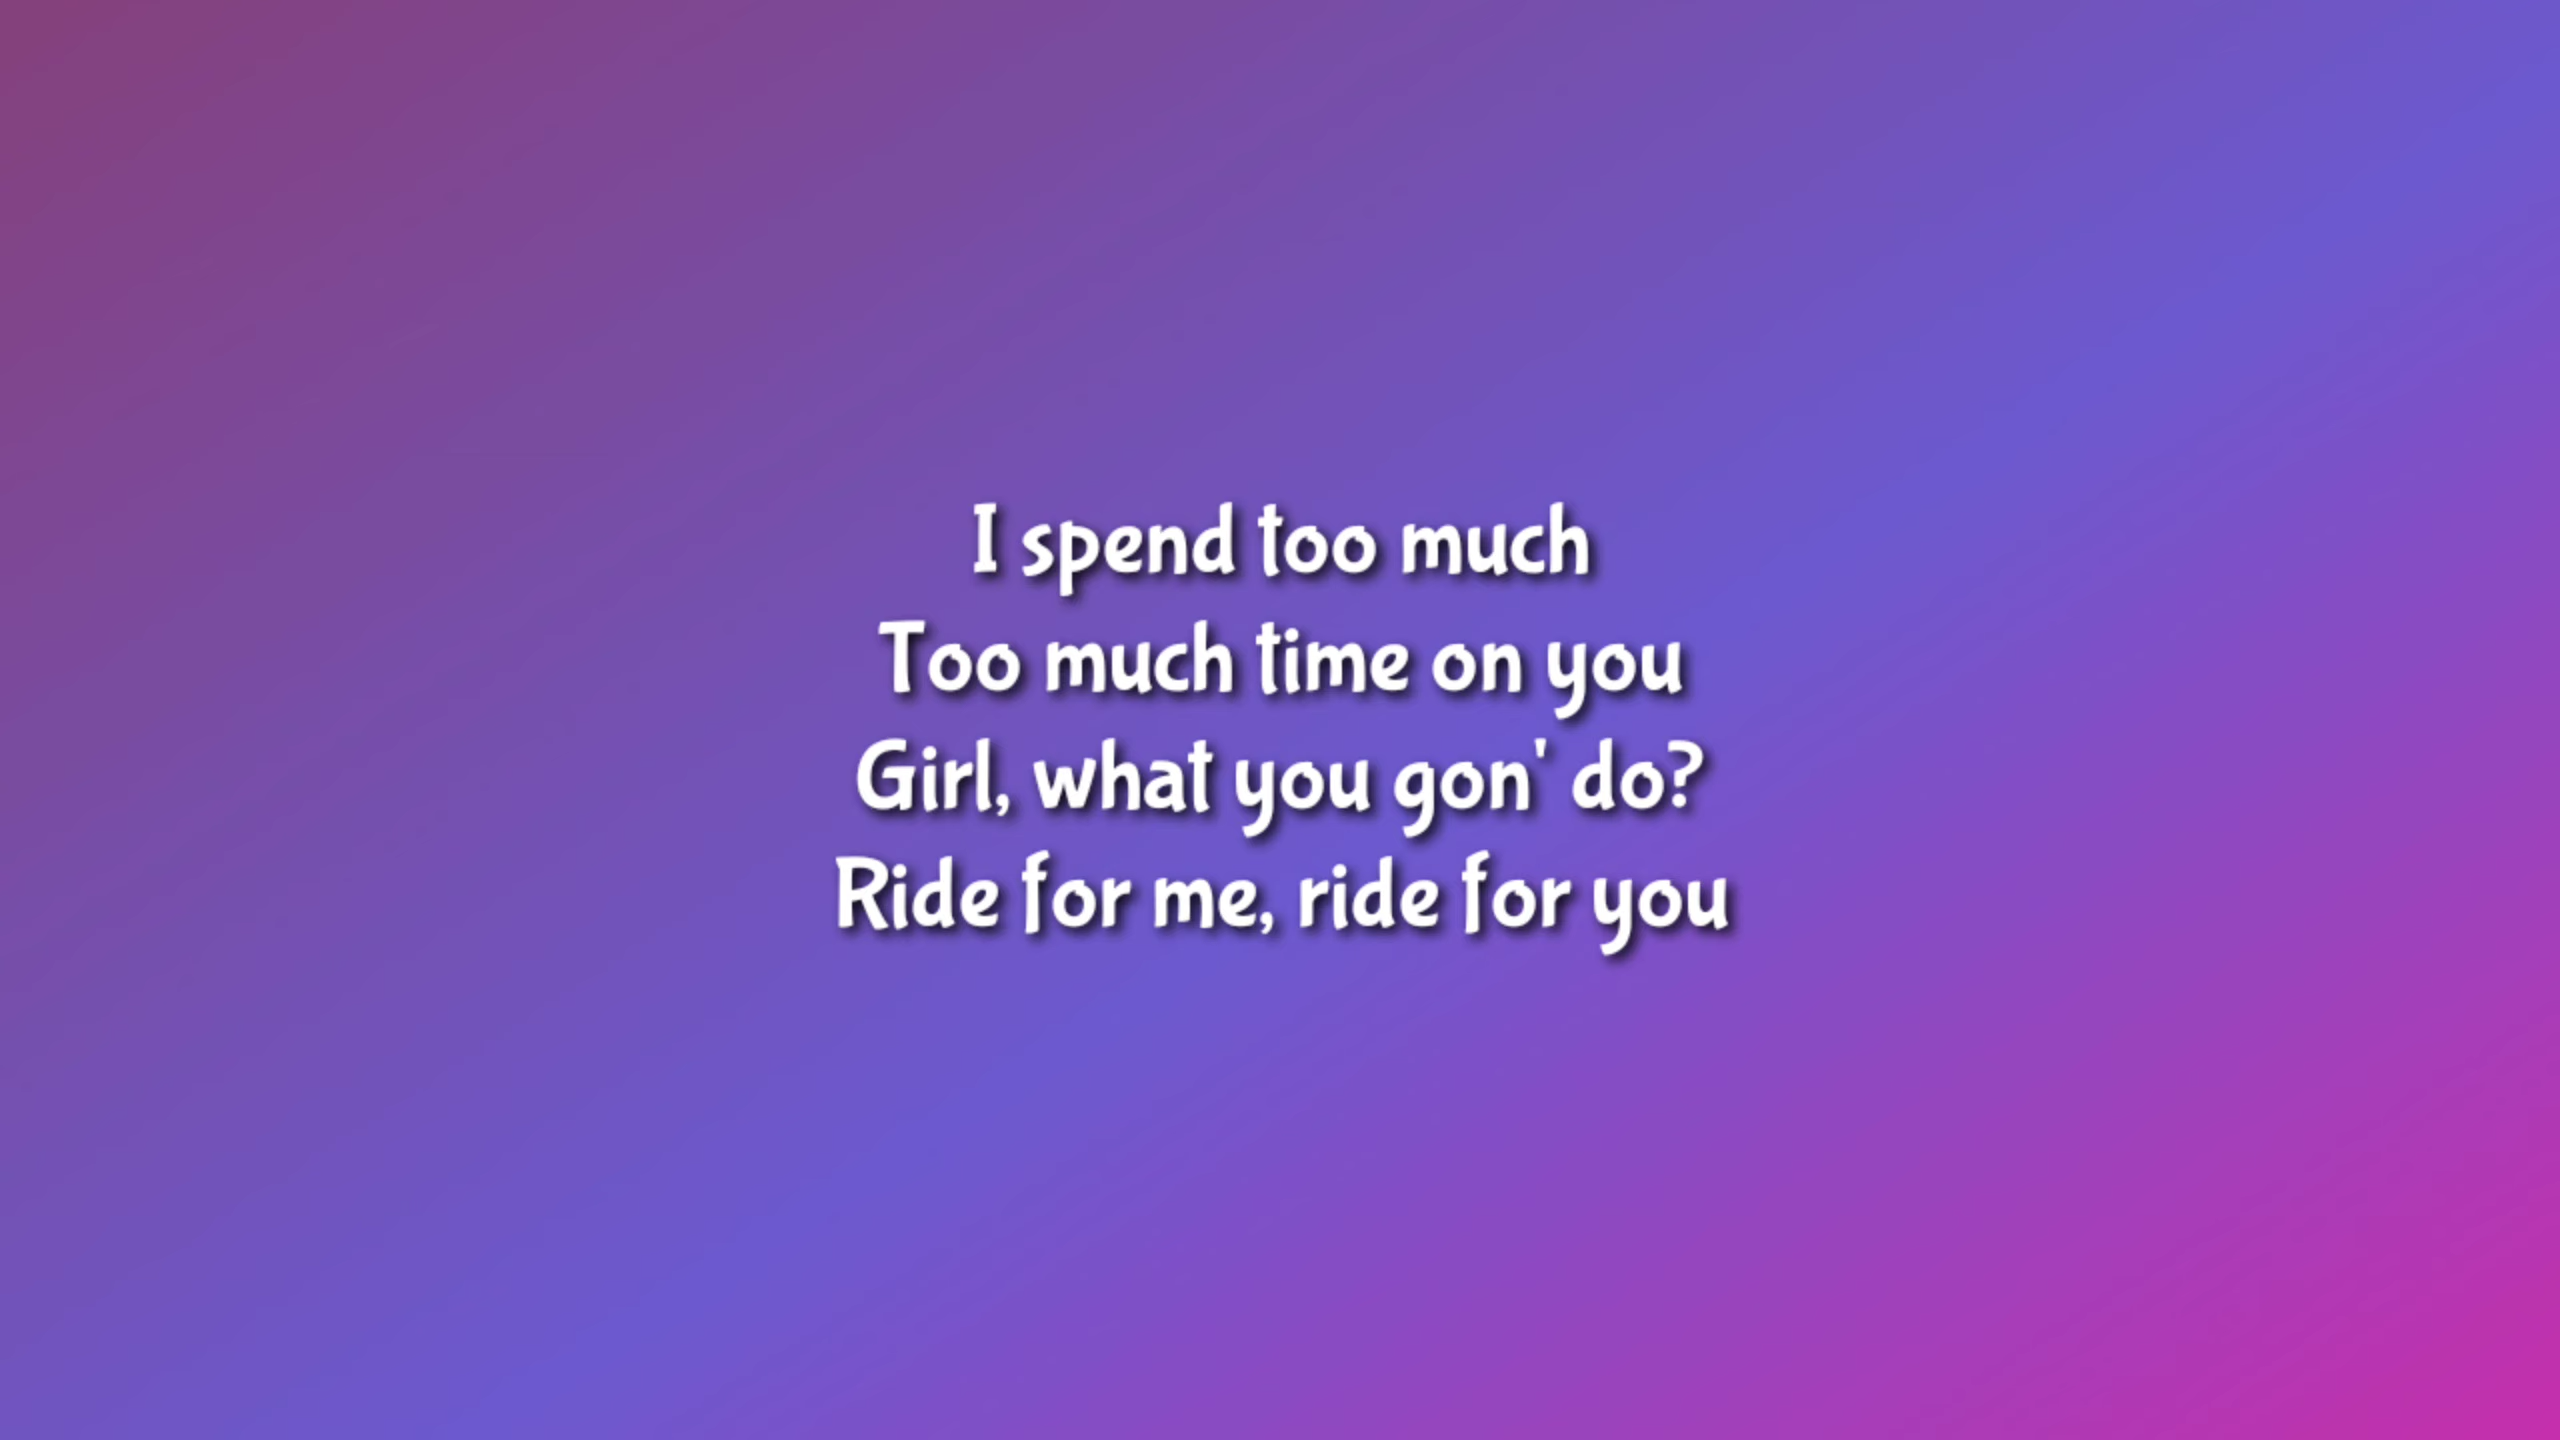 I spend too much
Too much time on you
Girl, what you gon' do?
Ride for me, ride for you